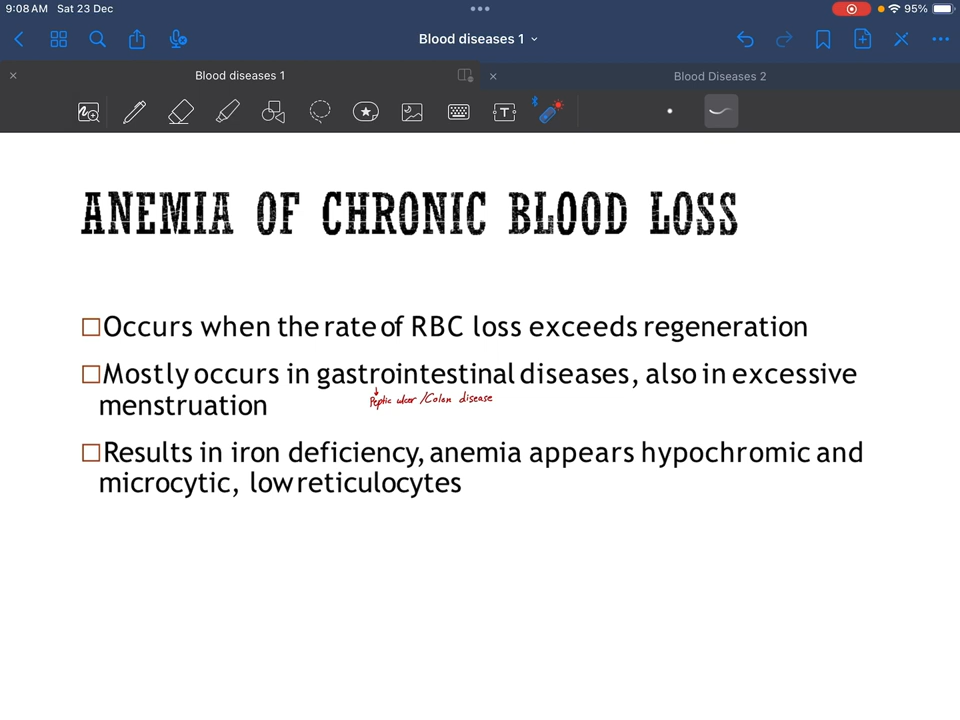 9:08 AM Sat 23 Dec
95%
Blood diseases 1
Blood diseases 1
Blood Diseases 2
T
ANEMIA OF CHRONIC BLOOD LOSS
Occurs when the rate of RBC loss exceeds regeneration
Mostly occurs in gastrointestinal diseases, also in excessive
Peptic ulcer / Colon disease
menstruation
Results in iron deficiency, anemia appears hypochromic and
microcytic, low reticulocytes